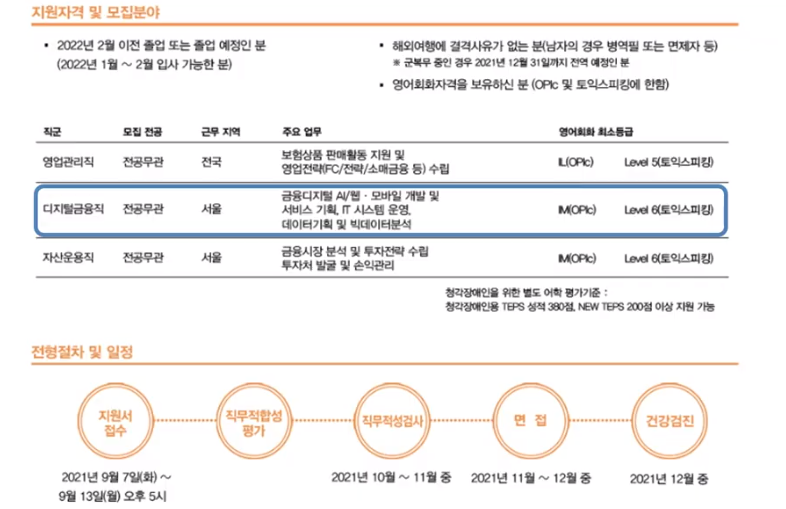 지원자격 및 모집분야
▪ 2022년 2월 이전 졸업 또는 졸업 예정인 분
(2022년 1월 ~ 2월 입사 가능한 분)
▪ 해외여행에 결격사유가 없는 분(남자의 경우 병역필 또는 면제자 등)
※ 군복무 중인 경우 2021년 12월 31일까지 전역 예정인 분
▪ 영어회화자격을 보유하신 분 (OPIc 및 토익스피킹에 한함)
직군 모집 전공 근무 지역 주요 업무 영어회화 최소등급
영업관리직 전공무관 전국 보험상품 판매활동 지원 및
영업전략(FC/전략/소매금융 등) 수립 IL(OPIc) Level 5(토익스피킹)
디지털금융직 전공무관 서울 금융디지털 AI/웹 · 모바일 개발 및
서비스 기획, IT 시스템 운영,
데이터기획 및 빅데이터분석 IM(OPIc) Level 6(토익스피킹)
자산운용직 전공무관 서울 금융시장 분석 및 투자전략 수립
투자처 발굴 및 손익관리 IM(OPIc) Level 6(토익스피킹)
청각장애인을 위한 별도 어학 평가기준 :
청각장애인용 TEPS 성적 380점, NEW TEPS 200점 이상 지원 가능
전형절차 및 일정
지원서
접수
직무적합성
평가
직무적성검사
면 접
건강검진
2021년 9월 7일(화) ~
9월 13일(월) 오후 5시
2021년 10월 ~ 11월 중
2021년 11월 ~ 12월 중
2021년 12월 중